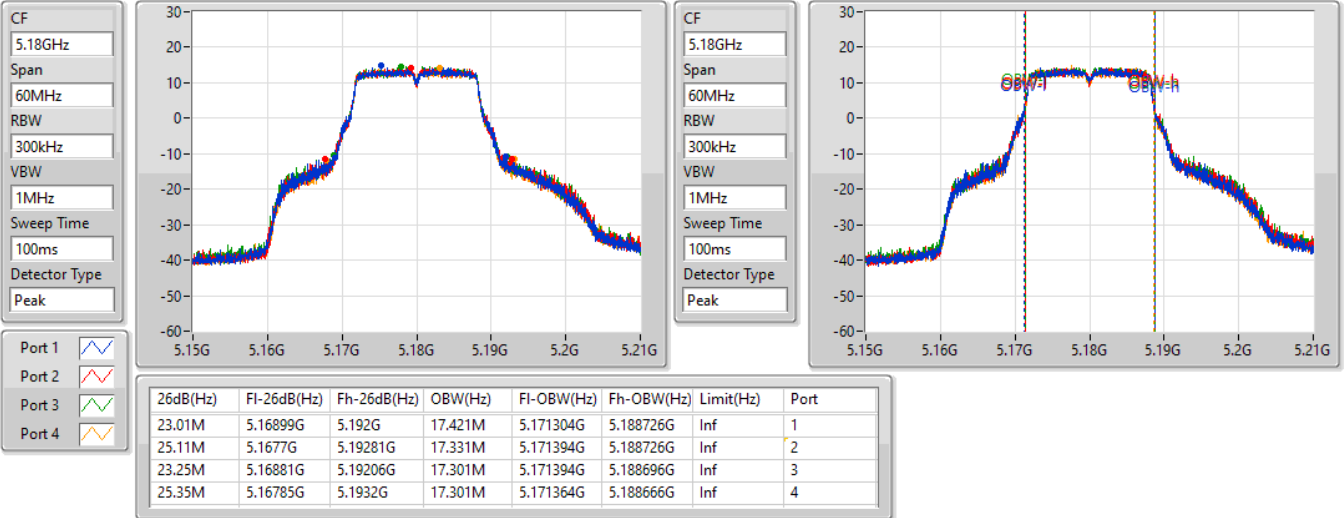 CF
5.18GHz
Span
60MHz
RBW
300kHz
VBW
1MHz
Sweep Time
100ms
Detector Type
Peak
30
20
10
0
-10
-20
-30
-40
-50
-60
5.15G 5.16G 5.17G 5.18G 5.19G 5.2G 5.21G
CF
5.18GHz
Span
60MHz
RBW
300kHz
VBW
1MHz
Sweep Time
100ms
Detector Type
Peak
30
20
10
0
-10
-20
-30
-40
-50
-60
OBW-l OBW-h
5.15G 5.16G 5.17G 5.18G 5.19G 5.2G 5.21G
Port 1
Port 2
Port 3
Port 4
26dB(Hz) Fl-26dB(Hz) Fh-26dB(Hz) OBW(Hz) Fl-OBW(Hz) Fh-OBW(Hz) Limit(Hz) Port
23.01M 5.16899G 5.192G 17.421M 5.171304G 5.188726G Inf 1
25.11M 5.1677G 5.19281G 17.331M 5.171394G 5.188726G Inf 2
23.25M 5.16881G 5.19206G 17.301M 5.171394G 5.188696G Inf 3
25.35M 5.16785G 5.1932G 17.301M 5.171364G 5.188666G Inf 4